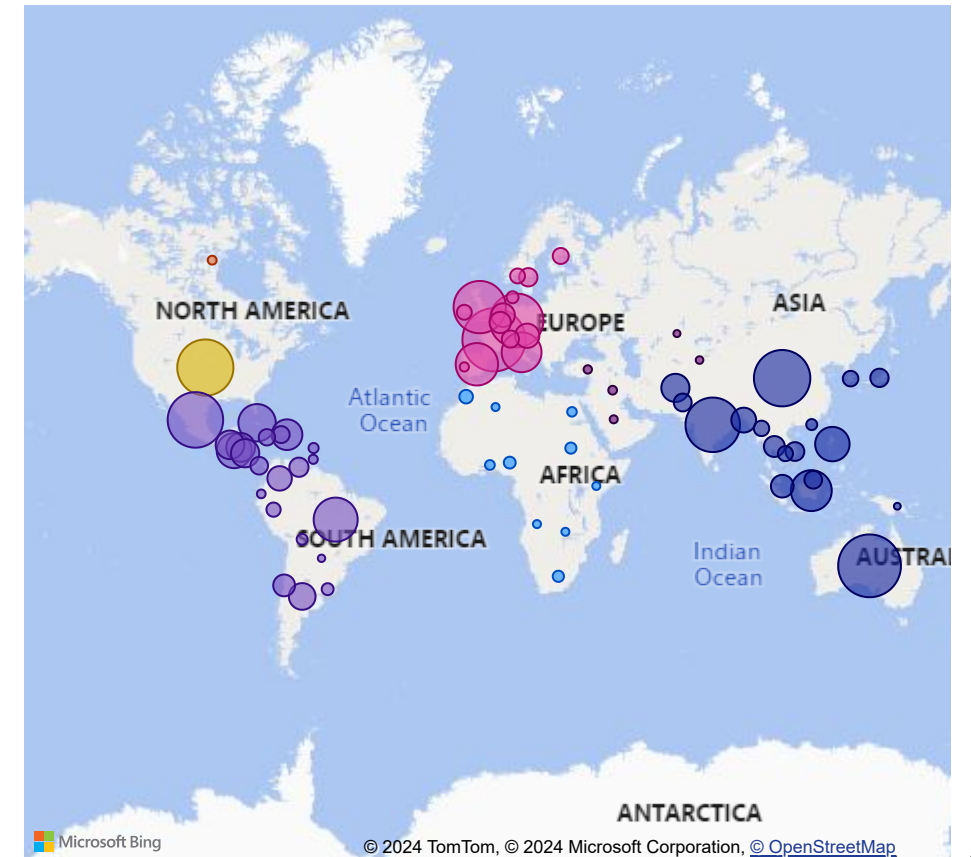 ASIA
NORTH AMERICA
EUROPE
Atlantic
Ocean
AFRICA
SOUTH AMERICA
Indian
Ocean
AUSTRAL
ANTARCTICA
Microsoft Bing
© 2024 TomTom, © 2024 Microsoft Corporation, © OpenStreetMap